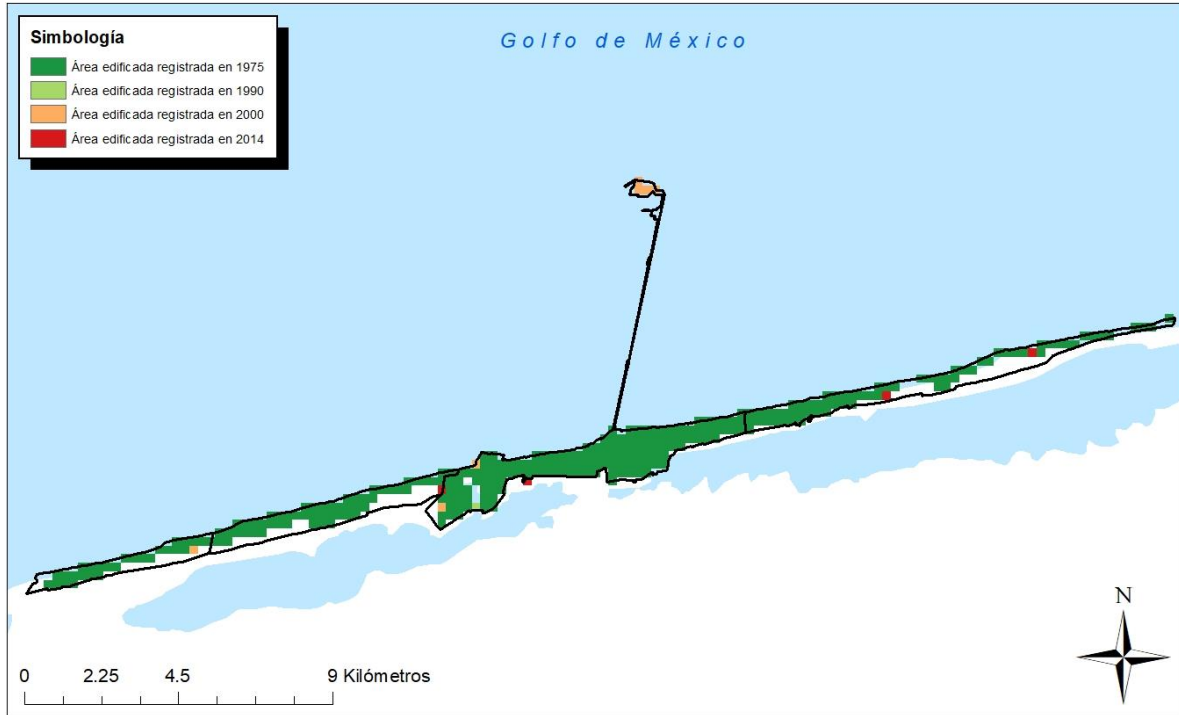 Golfo de México
Simbología
Área edificada registrada en 1975
Área edificada registrada en 1990
Área edificada registrada en 2000
Área edificada registrada en 2014
N
0 2.25 4.5 9 Kilómetros